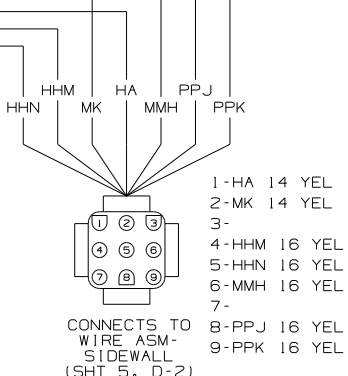 HHM HA PPJ
HHN MK MMH PPK
1-HA 14 YEL
2-MK 14 YEL
3-
4-HHM 16 YEL
5-HHN 16 YEL
6-MMH 16 YEL
7-
8-PPJ 16 YEL
9-PPK 16 YEL
1 2 3
4 5 6
7 8 9
CONNECTS TO
WIRE ASM-
SIDEWALL
(SHT 5, D-2)